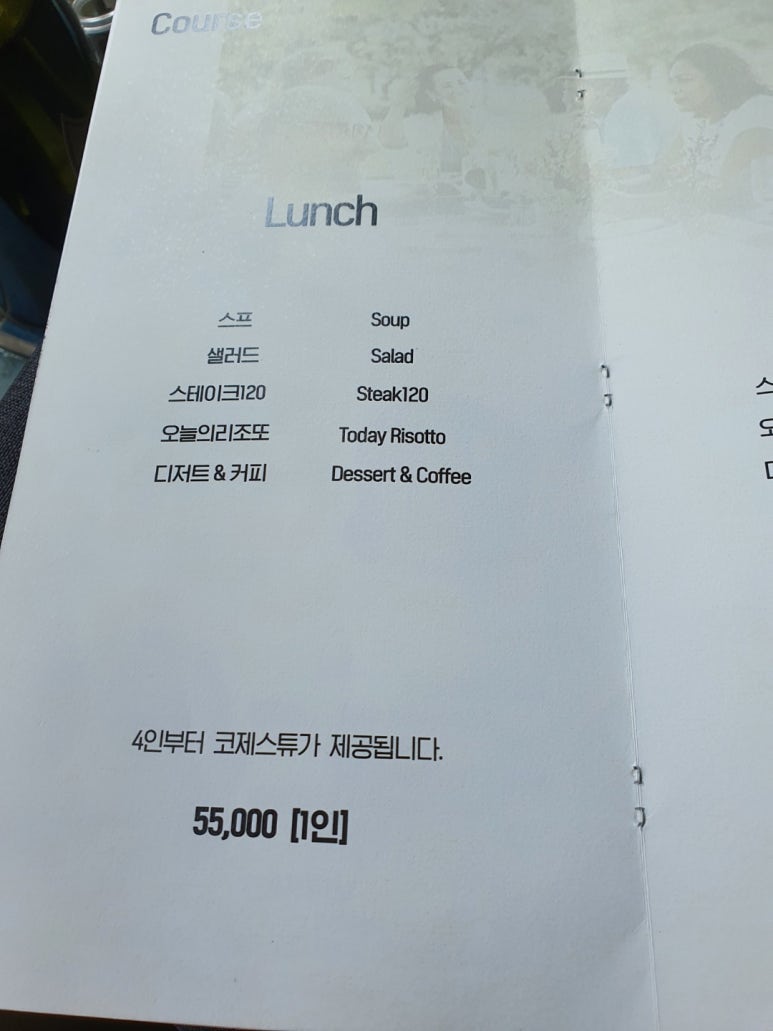 Course
Lunch
스프 Soup
샐러드 Salad
스테이크120 Steak120
오늘의리조또 Today Risotto
디저트 & 커피 Dessert & Coffee
4인부터 코제스튜가 제공됩니다.
55,000 [1인]